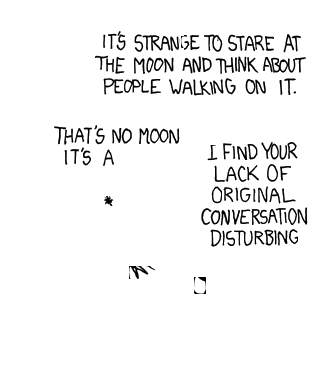 IT'S STRANGE TO STARE AT
THE MOON AND THINK ABOUT
PEOPLE WALKING ON IT.
THAT'S NO MOON
IT'S A
I FIND YOUR
LACK OF
ORIGINAL
CONVERSATION
DISTURBING